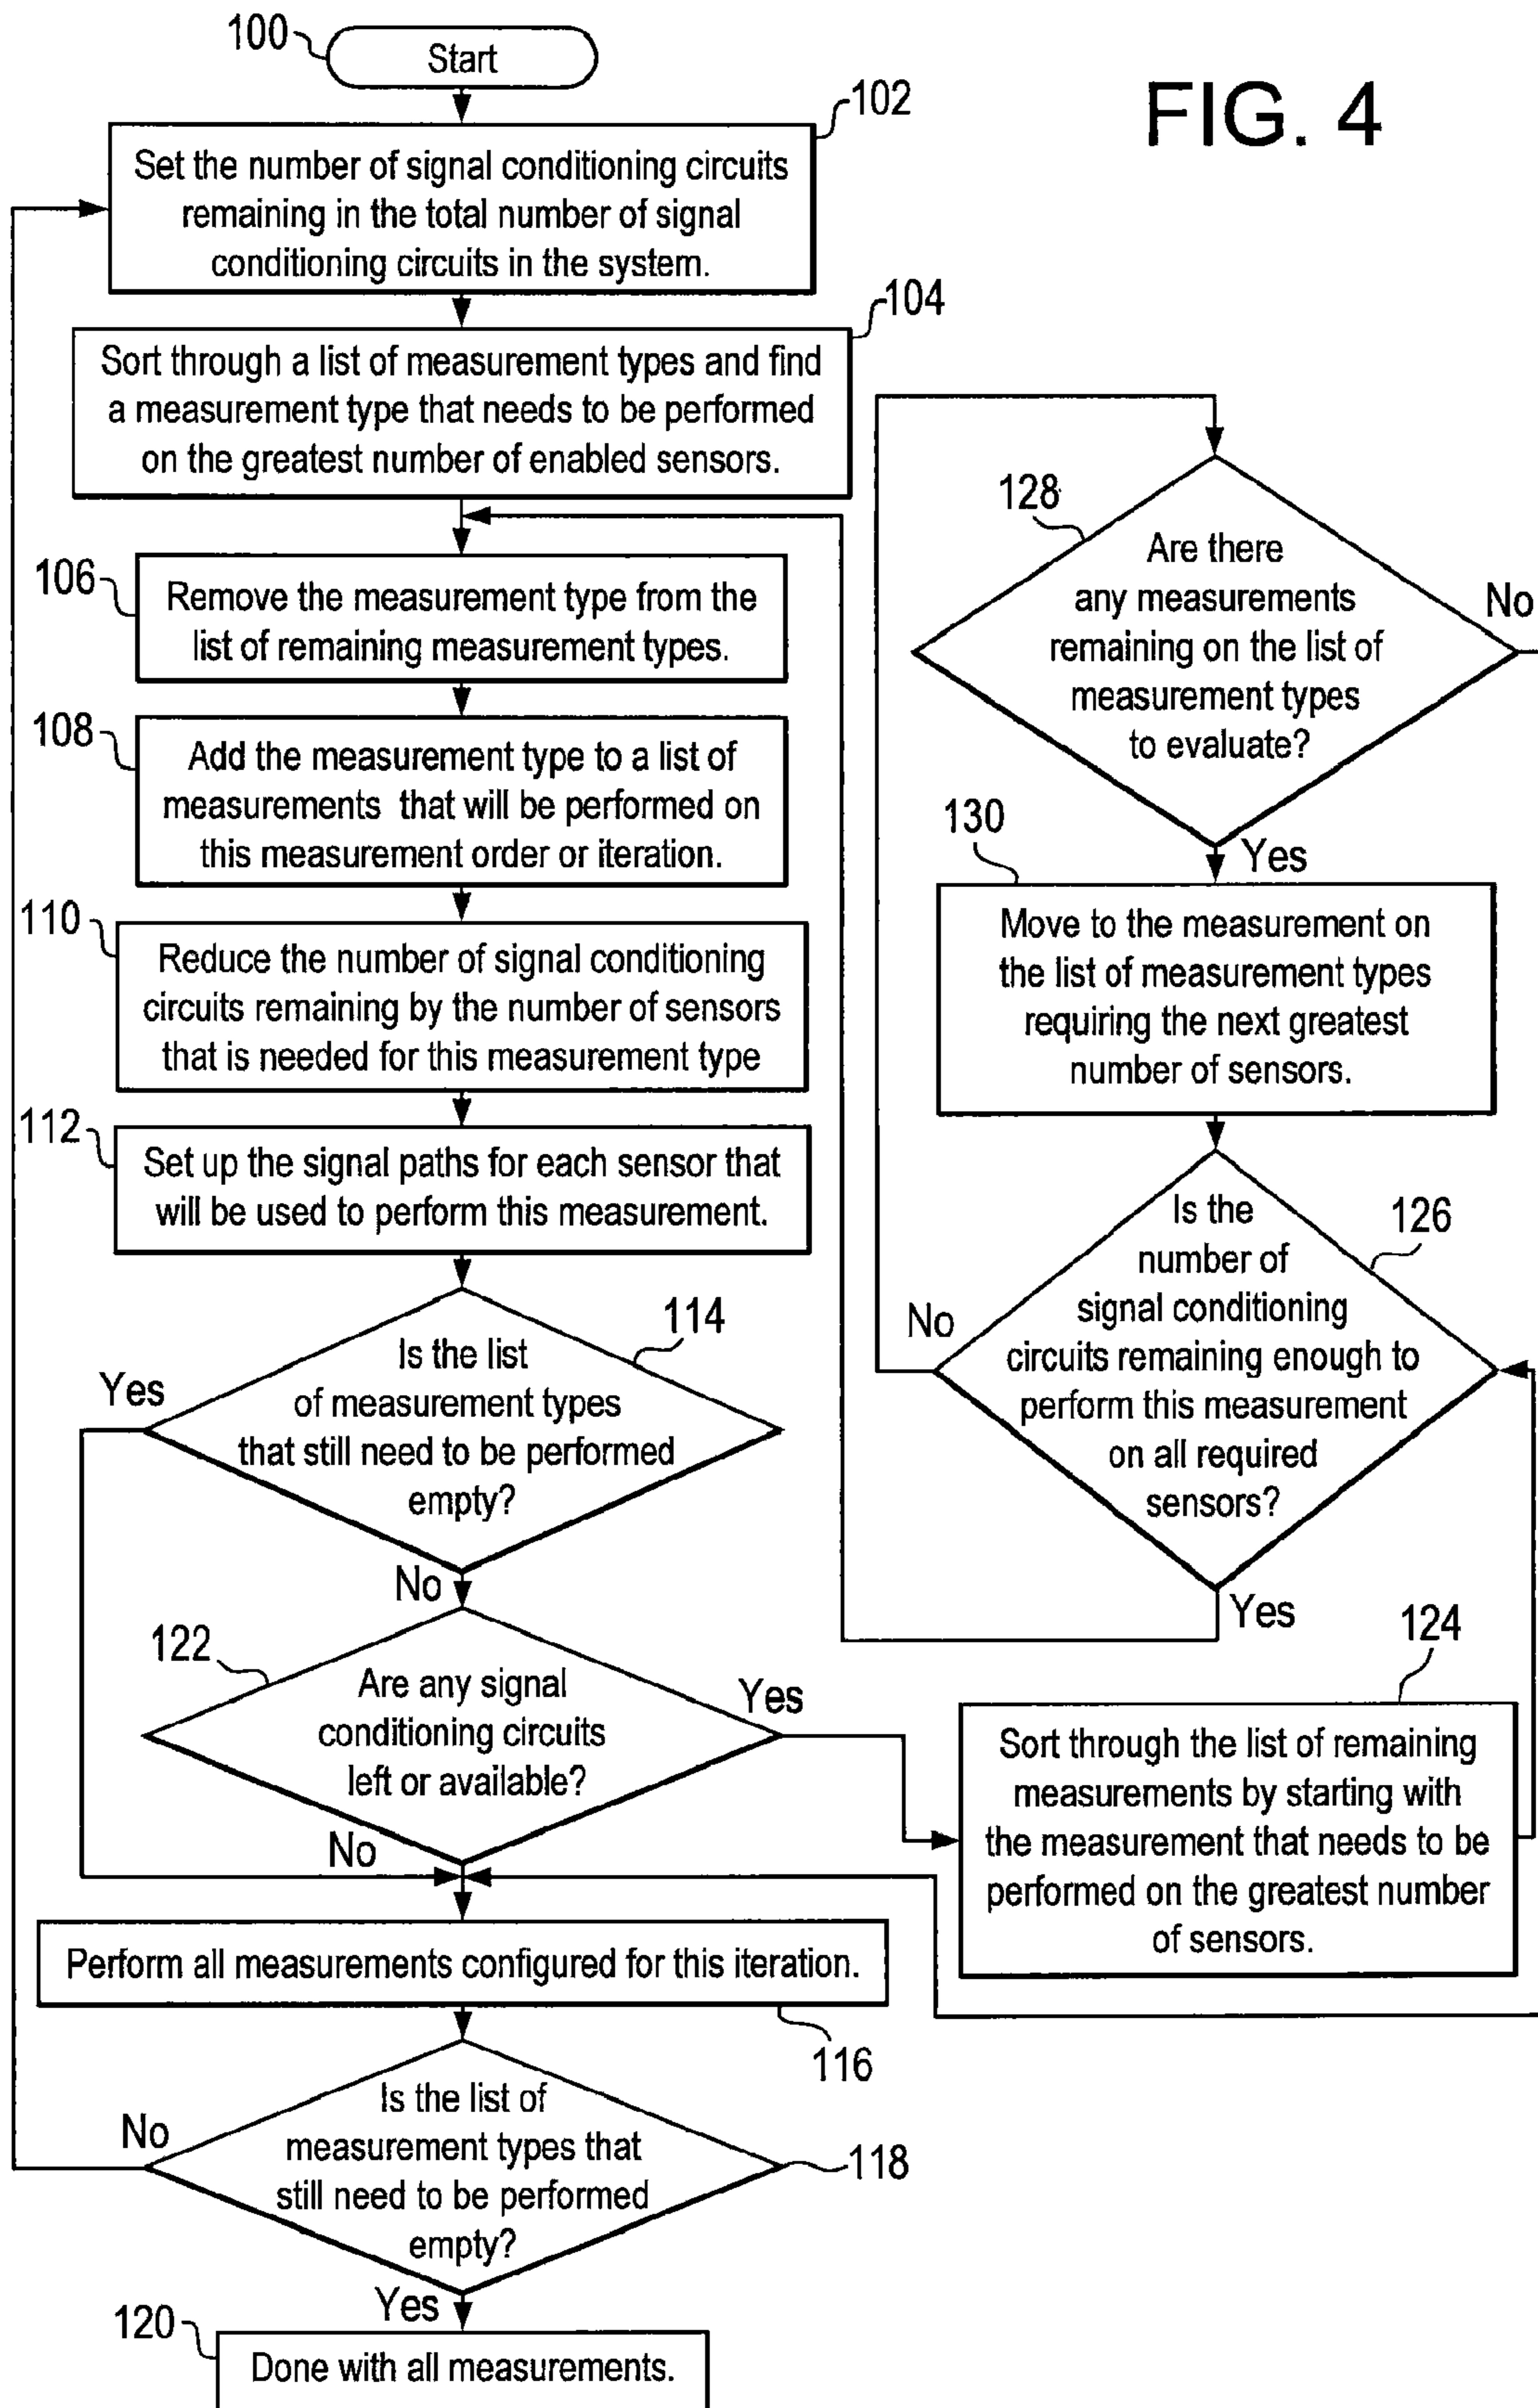 FIG. 4
100
Start
102
Set the number of signal conditioning circuits
remaining in the total number of signal
conditioning circuits in the system.
104
Sort through a list of measurement types and find
a measurement type that needs to be performed
on the greatest number of enabled sensors.
106
Remove the measurement type from the
list of remaining measurement types.
108
Add the measurement type to a list of
measurements that will be performed on
this measurement order or iteration.
110
Reduce the number of signal conditioning
circuits remaining by the number of sensors
that is needed for this measurement type
112
Set up the signal paths for each sensor that
will be used to perform this measurement.
114
Is the list
of measurement types
that still need to be performed
empty?
Yes
No
122
Are any signal
conditioning circuits
left or available?
Yes
No
Perform all measurements configured for this iteration.
116
Is the list of
measurement types that
still need to be performed
empty?
118
No
Yes
120
Done with all measurements.
128
Are there
any measurements
remaining on the list of
measurement types
to evaluate?
No
Yes
130
Move to the measurement on
the list of measurement types
requiring the next greatest
number of sensors.
126
Is the
number of
signal conditioning
circuits remaining enough to
perform this measurement
on all required
sensors?
No
Yes
124
Sort through the list of remaining
measurements by starting with
the measurement that needs to be
performed on the greatest number
of sensors.